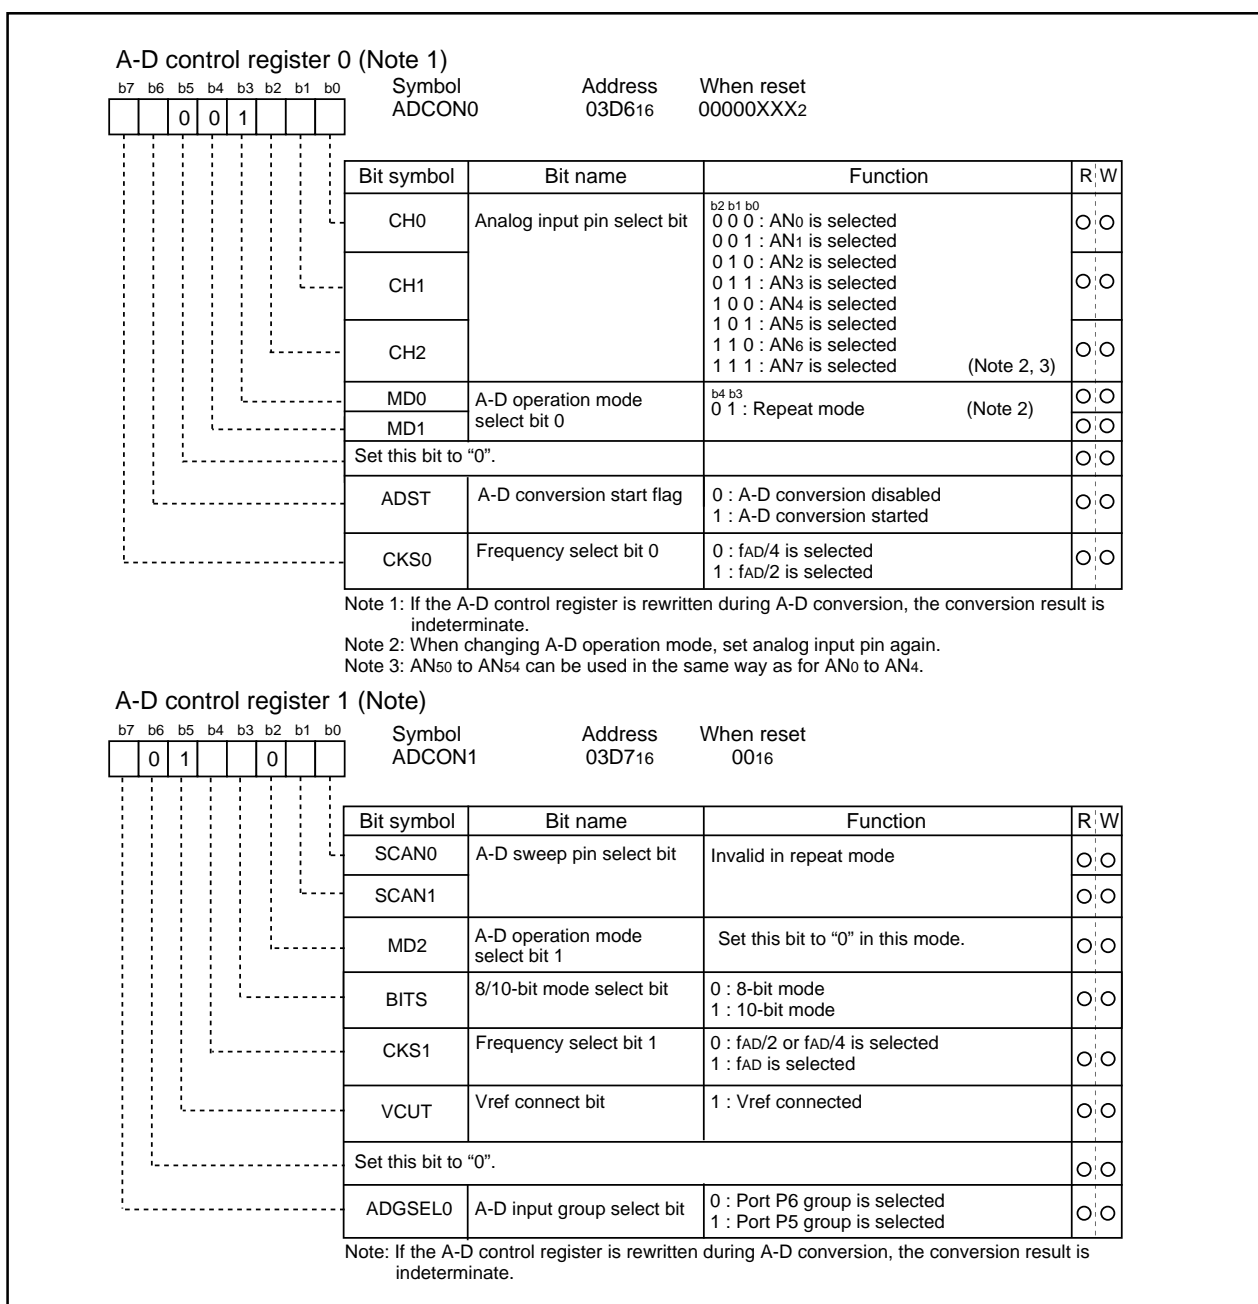 A-D control register 0 (Note 1)
b7 b6 b5 b4 b3 b2 b1 b0
Symbol Address When reset
ADCON0 03D616 00000XXX2
0 0 1
Bit symbol Bit name Function R W
CH0 Analog input pin select bit
b2 b1 b0
0 0 0 : AN0 is selected
0 0 1 : AN1 is selected
0 1 0 : AN2 is selected
CH1
0 1 1 : AN3 is selected
1 0 0 : AN4 is selected
1 0 1 : AN5 is selected
CH2
1 1 0 : AN6 is selected
1 1 1 : AN7 is selected (Note 2, 3)
MD0 A-D operation mode
select bit 0
b4 b3
0 1 : Repeat mode (Note 2)
MD1
Set this bit to “0”.
ADST A-D conversion start flag 0 : A-D conversion disabled
1 : A-D conversion started
CKS0 Frequency select bit 0 0 : fAD/4 is selected
1 : fAD/2 is selected
Note 1: If the A-D control register is rewritten during A-D conversion, the conversion result is
indeterminate.
Note 2: When changing A-D operation mode, set analog input pin again.
Note 3: AN50 to AN54 can be used in the same way as for AN0 to AN4.
A-D control register 1 (Note)
b7 b6 b5 b4 b3 b2 b1 b0
Symbol Address When reset
ADCON1 03D716 0016
0 1 0
Bit symbol Bit name Function R W
SCAN0 A-D sweep pin select bit Invalid in repeat mode
SCAN1
MD2 A-D operation mode
select bit 1
Set this bit to “0” in this mode.
BITS 8/10-bit mode select bit 0 : 8-bit mode
1 : 10-bit mode
CKS1 Frequency select bit 1 0 : fAD/2 or fAD/4 is selected
1 : fAD is selected
VCUT Vref connect bit 1 : Vref connected
Set this bit to “0”.
ADGSEL0 A-D input group select bit 0 : Port P6 group is selected
1 : Port P5 group is selected
Note: If the A-D control register is rewritten during A-D conversion, the conversion result is
indeterminate.